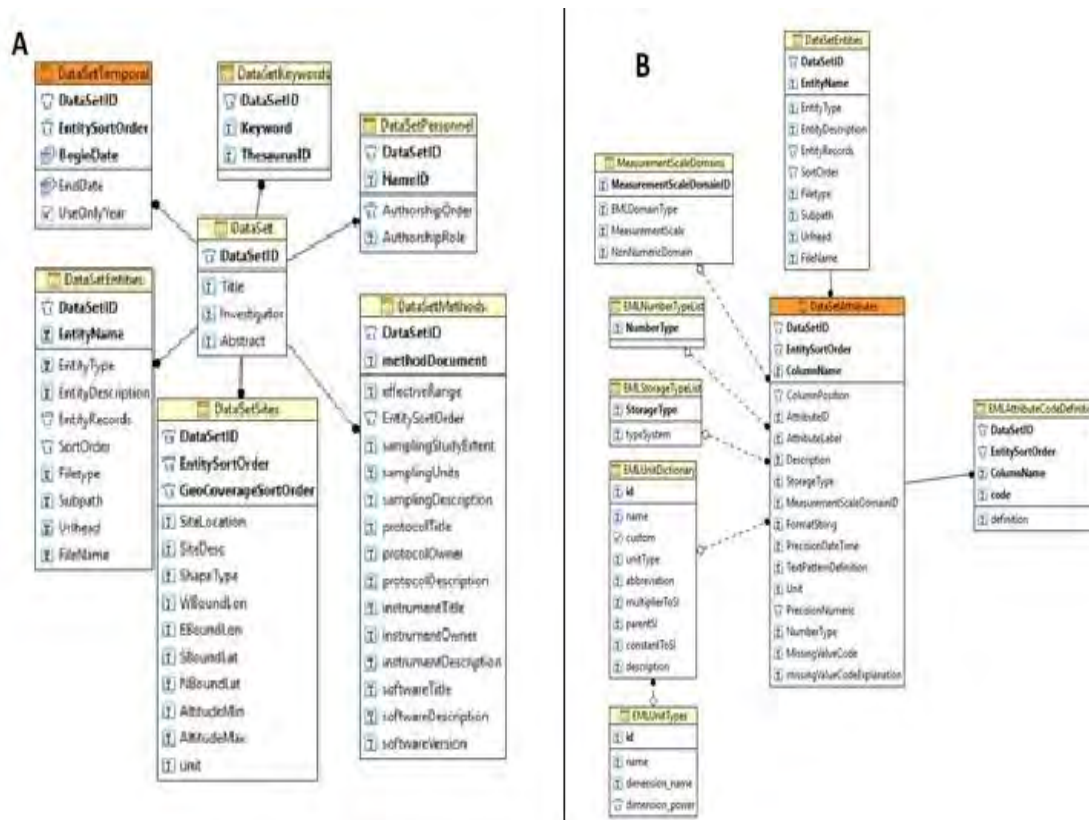 A
DataSetTemporal
DataSetID
EntitySortOrder
BeginDate
EndDate
UseOnlyYear
DataSetKeywords
DataSetID
Keyword
ThesaurusID
DataSetPersonnel
DataSetID
NameID
AuthorshipOrder
AuthorshipRole
DataSet
DataSetID
Title
Investigator
Abstract
DataSetEntities
DataSetID
EntityName
EntityType
EntityDescription
EntityRecords
SortOrder
Filetype
Subpath
Urlhead
FileName
DataSetSites
DataSetID
EntitySortOrder
GeoCoverageSortOrder
SiteLocation
SiteDesc
ShapeType
WBoundLon
EBoundLon
SBoundLat
NBoundLat
AltitudeMin
AltitudeMax
unit
DataSetMethods
DataSetID
methodDocument
effectiveRange
EntitySortOrder
samplingStudyExtent
samplingUnits
samplingDescription
protocolTitle
protocolOwner
protocolDescription
instrumentTitle
instrumentOwner
instrumentDescription
softwareTitle
softwareDescription
softwareVersion
B
DataSetEntities
DataSetID
EntityName
EntityType
EntityDescription
EntityRecords
SortOrder
Filetype
Subpath
Urlhead
FileName
MeasurementScaleDomains
MeasurementScaleDomainID
EMLDomainType
MeasurementScale
NonNumericDomain
EMLNumberTypeList
NumberType
EMLStorageTypeList
StorageType
typeSystem
EMLUnitDictionary
id
name
custom
unitType
abbreviation
multiplierToSI
parentSI
constantToSI
description
EMLUnitTypes
id
name
dimension_name
dimension_power
DataSetAttributes
DataSetID
EntitySortOrder
ColumnName
ColumnPosition
AttributeID
AttributeLabel
Description
StorageType
MeasurementScaleDomainID
FormatString
PrecisionDateTime
TextPatternDefinition
Unit
PrecisionNumeric
NumberType
MissingValueCode
missingValueCodeExplanation
EMLAttributeCodeDefinit
DataSetID
EntitySortOrder
ColumnName
code
definition